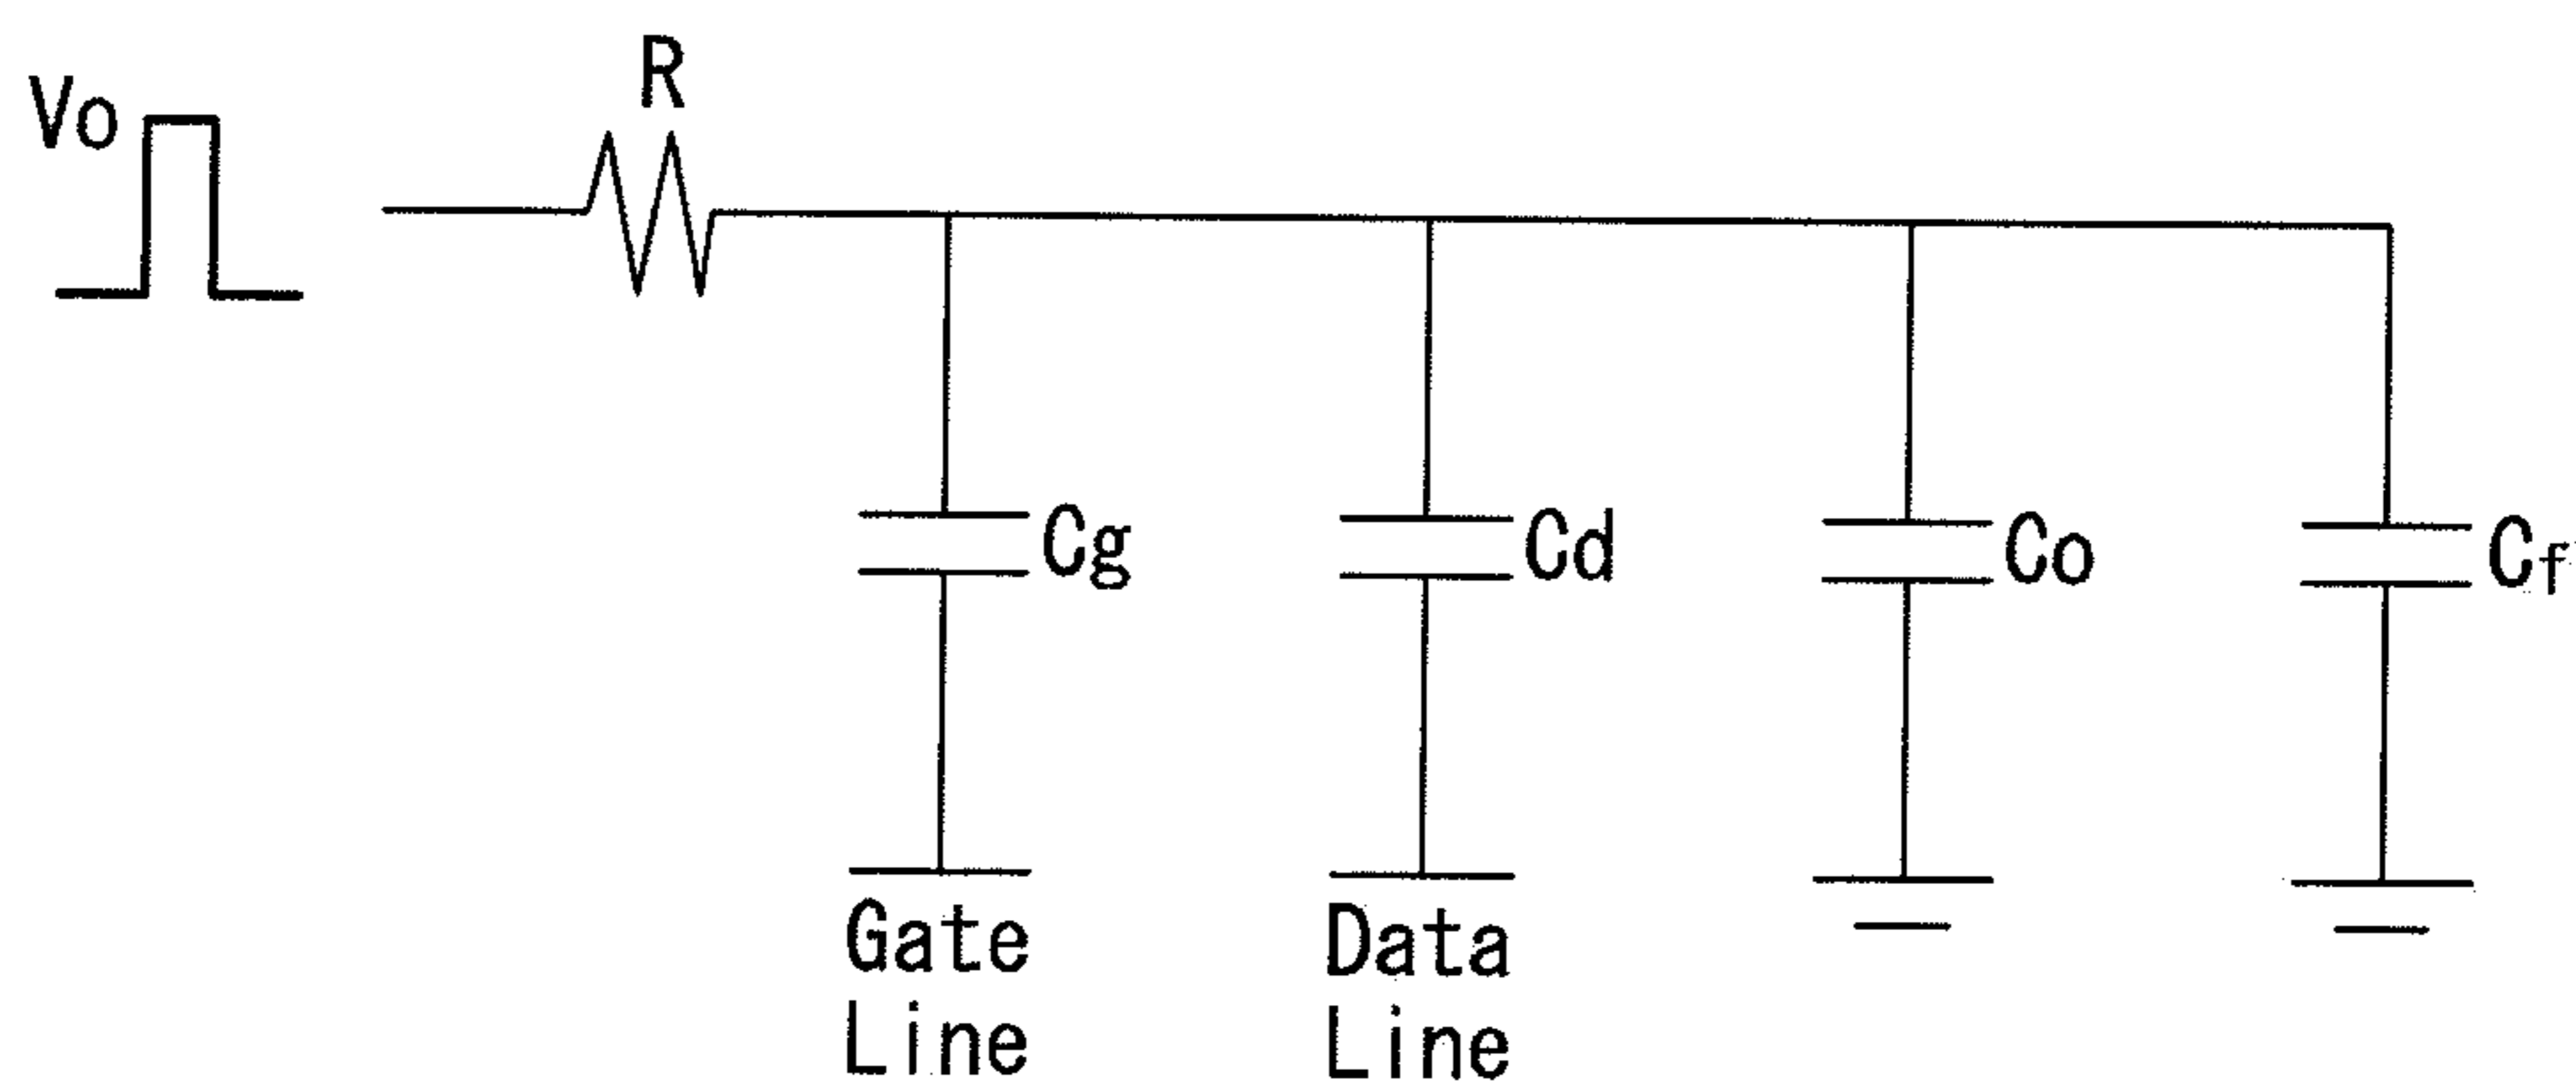 R
Vo
Cg
Cd
Co
Cf
Gate
Line
Data
Line